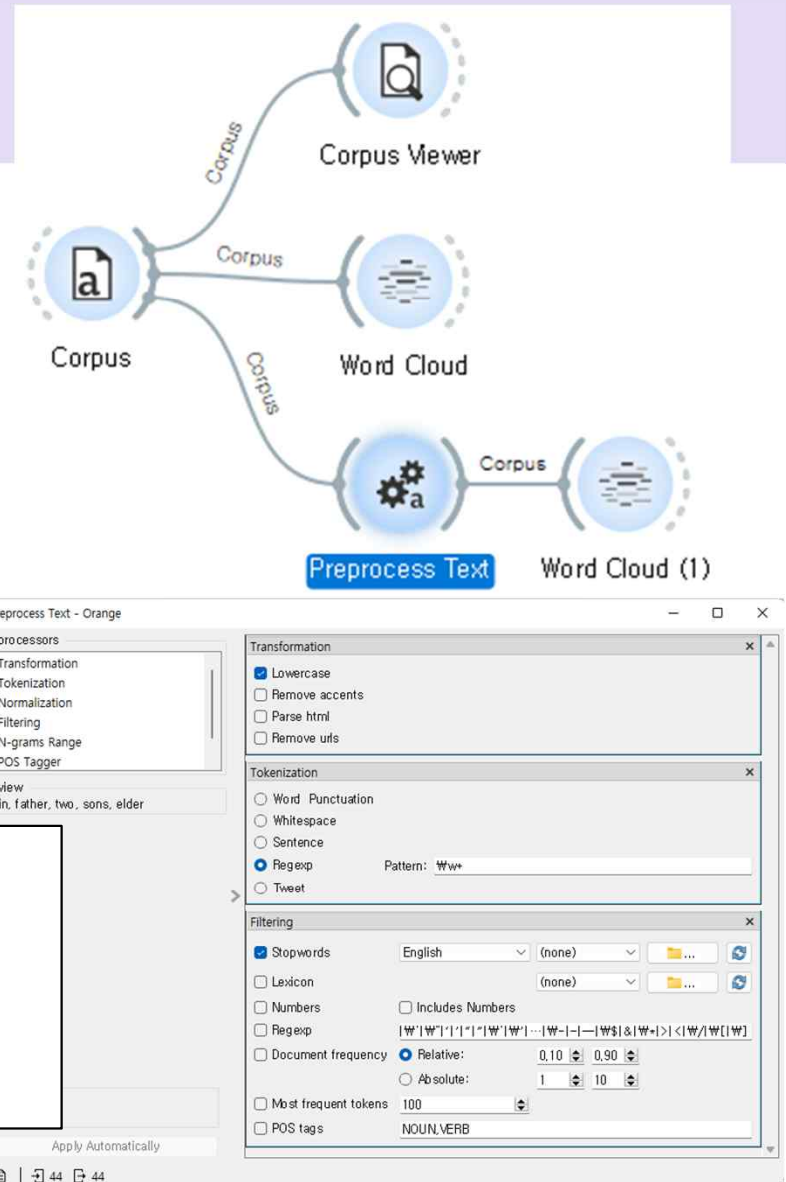 Corpus Viewer
Corpus
Corpus
Corpus
Corpus
Word Cloud
Corpus
Preprocess Text
Word Cloud (1)
eprocess Text - Orange
processors
Transformation
Tokenization
Normalization
Filtering
N-grams Range
POS Tagger
view
in, father, two, sons, elder
Apply Automatically
44 44
Transformation
Lowercase
Remove accents
Parse html
Remove urls
Tokenization
Word Punctuation
Whitespace
Sentence
Regexp Pattern: ₩w+
Tweet
Filtering
Stopwords English (none) ...
Lexicon (none) ...
Numbers Includes Numbers
Regexp
Document frequency Relative: 0,10 0,90
Absolute: 1 10
Most frequent tokens 100
POS tags NOUN,VERB